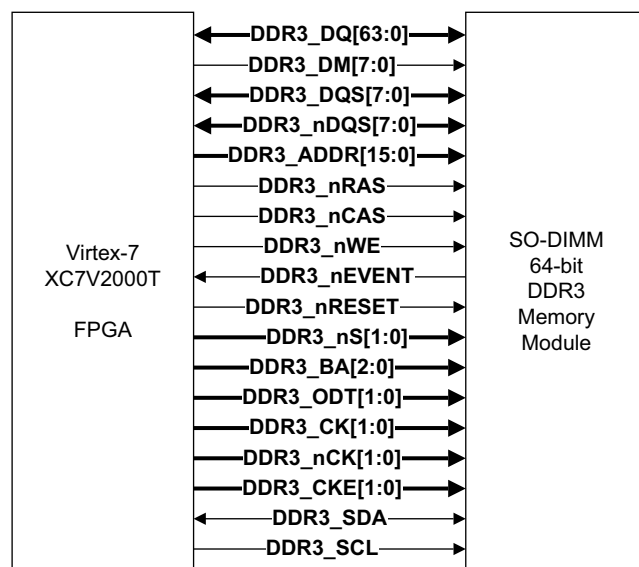 DDR3_DQ[63:0]
DDR3_DM[7:0]
DDR3_DQS[7:0]
DDR3_nDQS[7:0]
DDR3_ADDR[15:0]
DDR3_nRAS
DDR3_nCAS
DDR3_nWE
DDR3_nEVENT
DDR3_nRESET
DDR3_nS[1:0]
DDR3_BA[2:0]
DDR3_ODT[1:0]
DDR3_CK[1:0]
DDR3_nCK[1:0]
DDR3_CKE[1:0]
DDR3_SDA
DDR3_SCL
Virtex-7
XC7V2000T
FPGA
SO-DIMM
64-bit
DDR3
Memory
Module